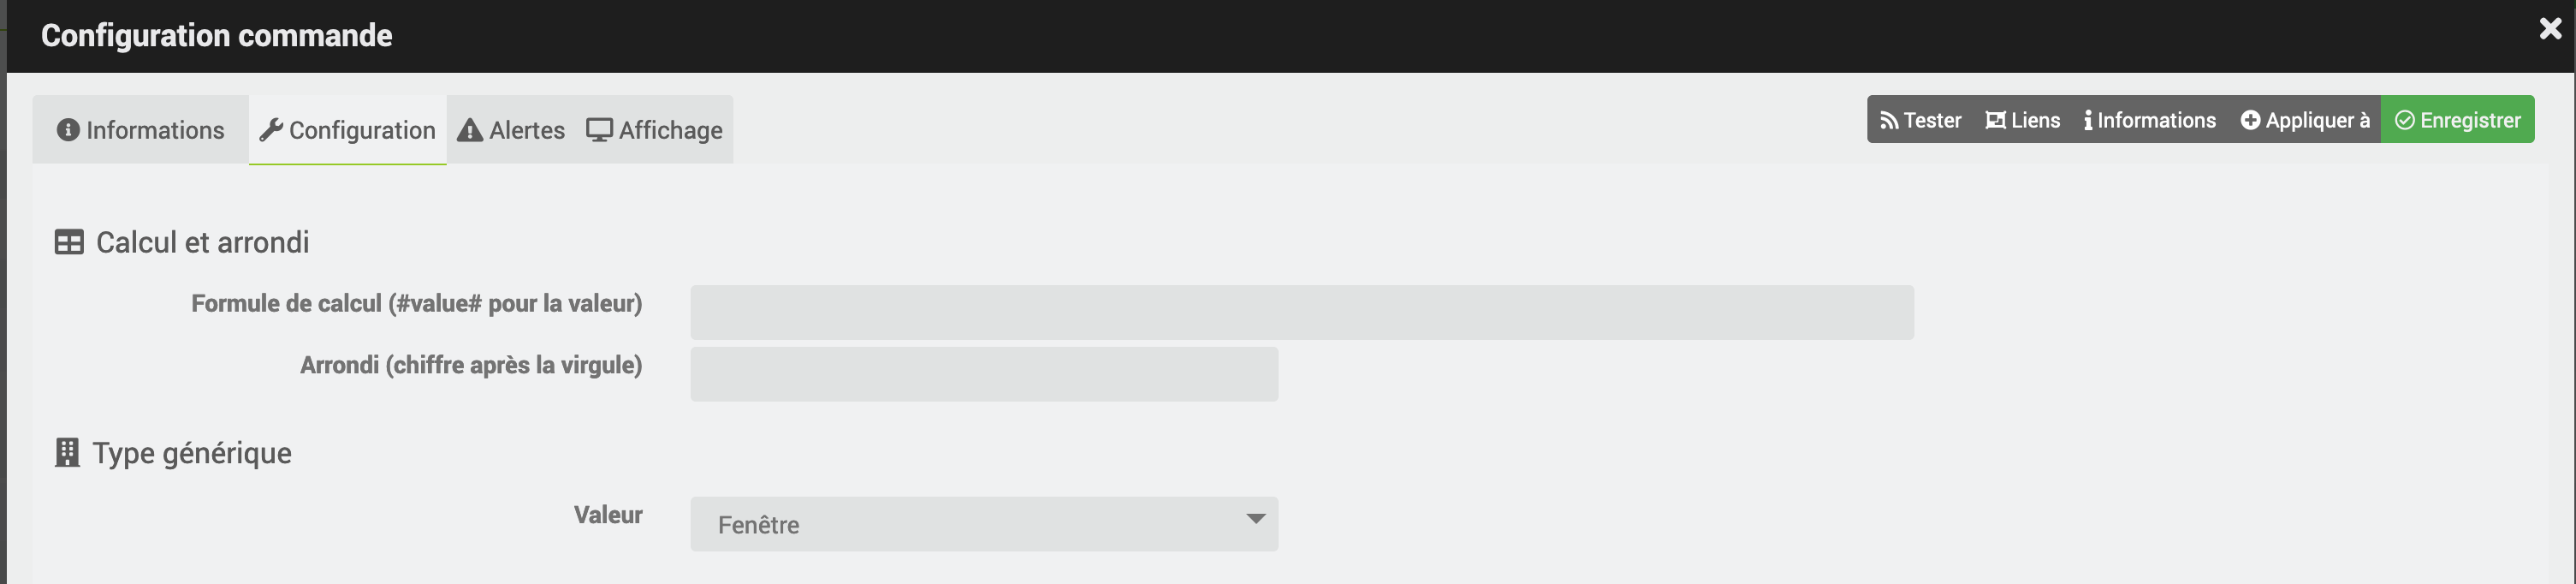 Configuration commande
Informations Configuration Alertes Affichage
Tester Liens Informations Appliquer à Enregistrer
Calcul et arrondi
Formule de calcul (#value# pour la valeur)
Arrondi (chiffre après la virgule)
Type générique
Valeur Fenêtre